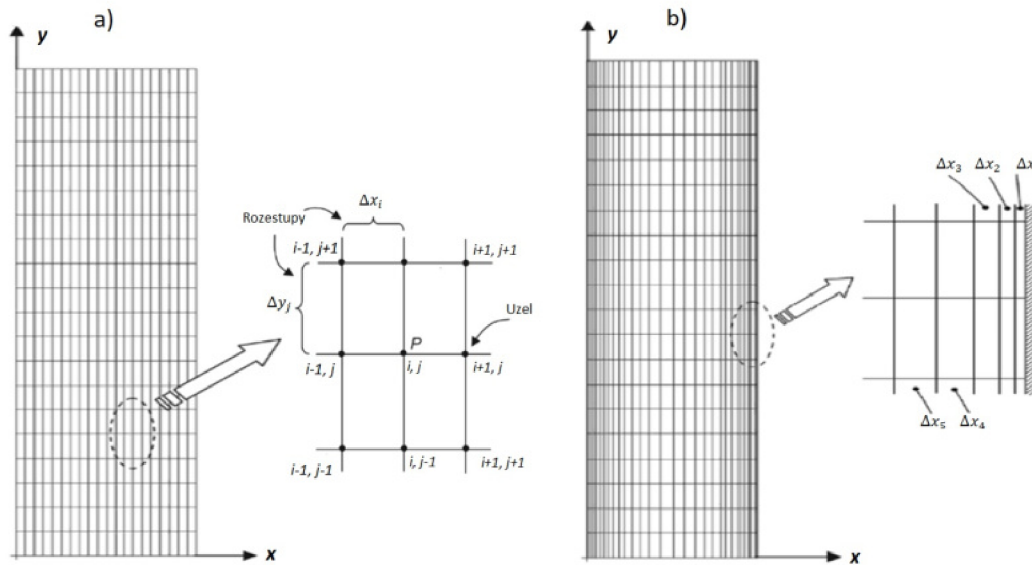 a)
y
Rozestupy
Δxᵢ
i-1, j+1
i+1, j+1
Δyⱼ
Uzel
P
i-1, j
i, j
i+1, j
i-1, j-1
i, j-1
i+1, j+1
x
b)
y
Δx₃
Δx₂
Δx
Δx₅
Δx₄
x